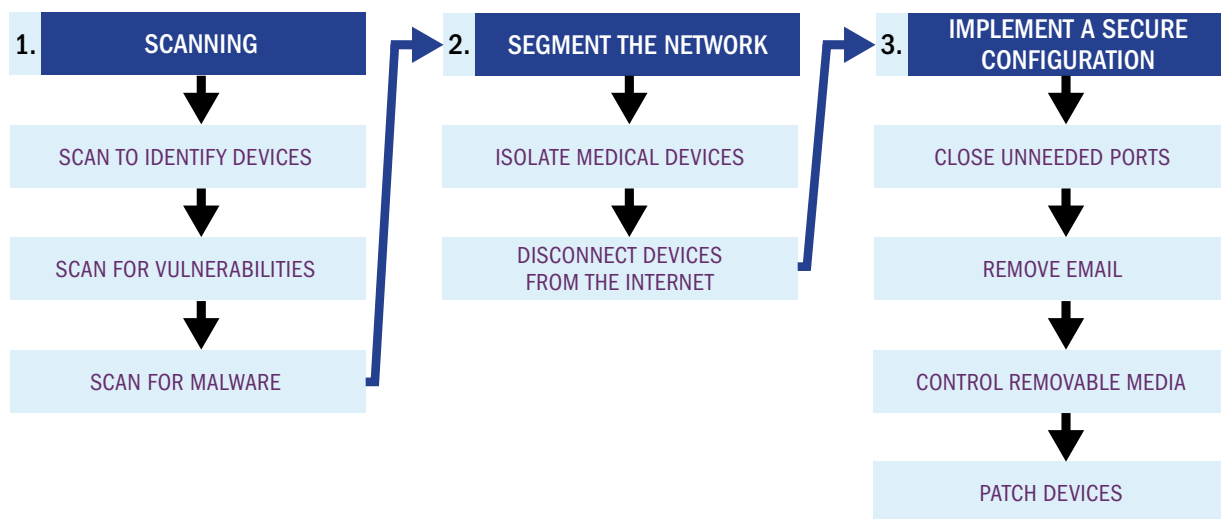 1. SCANNING
SCAN TO IDENTIFY DEVICES
SCAN FOR VULNERABILITIES
SCAN FOR MALWARE
2. SEGMENT THE NETWORK
ISOLATE MEDICAL DEVICES
DISCONNECT DEVICES
FROM THE INTERNET
3. IMPLEMENT A SECURE
CONFIGURATION
CLOSE UNNEEDED PORTS
REMOVE EMAIL
CONTROL REMOVABLE MEDIA
PATCH DEVICES